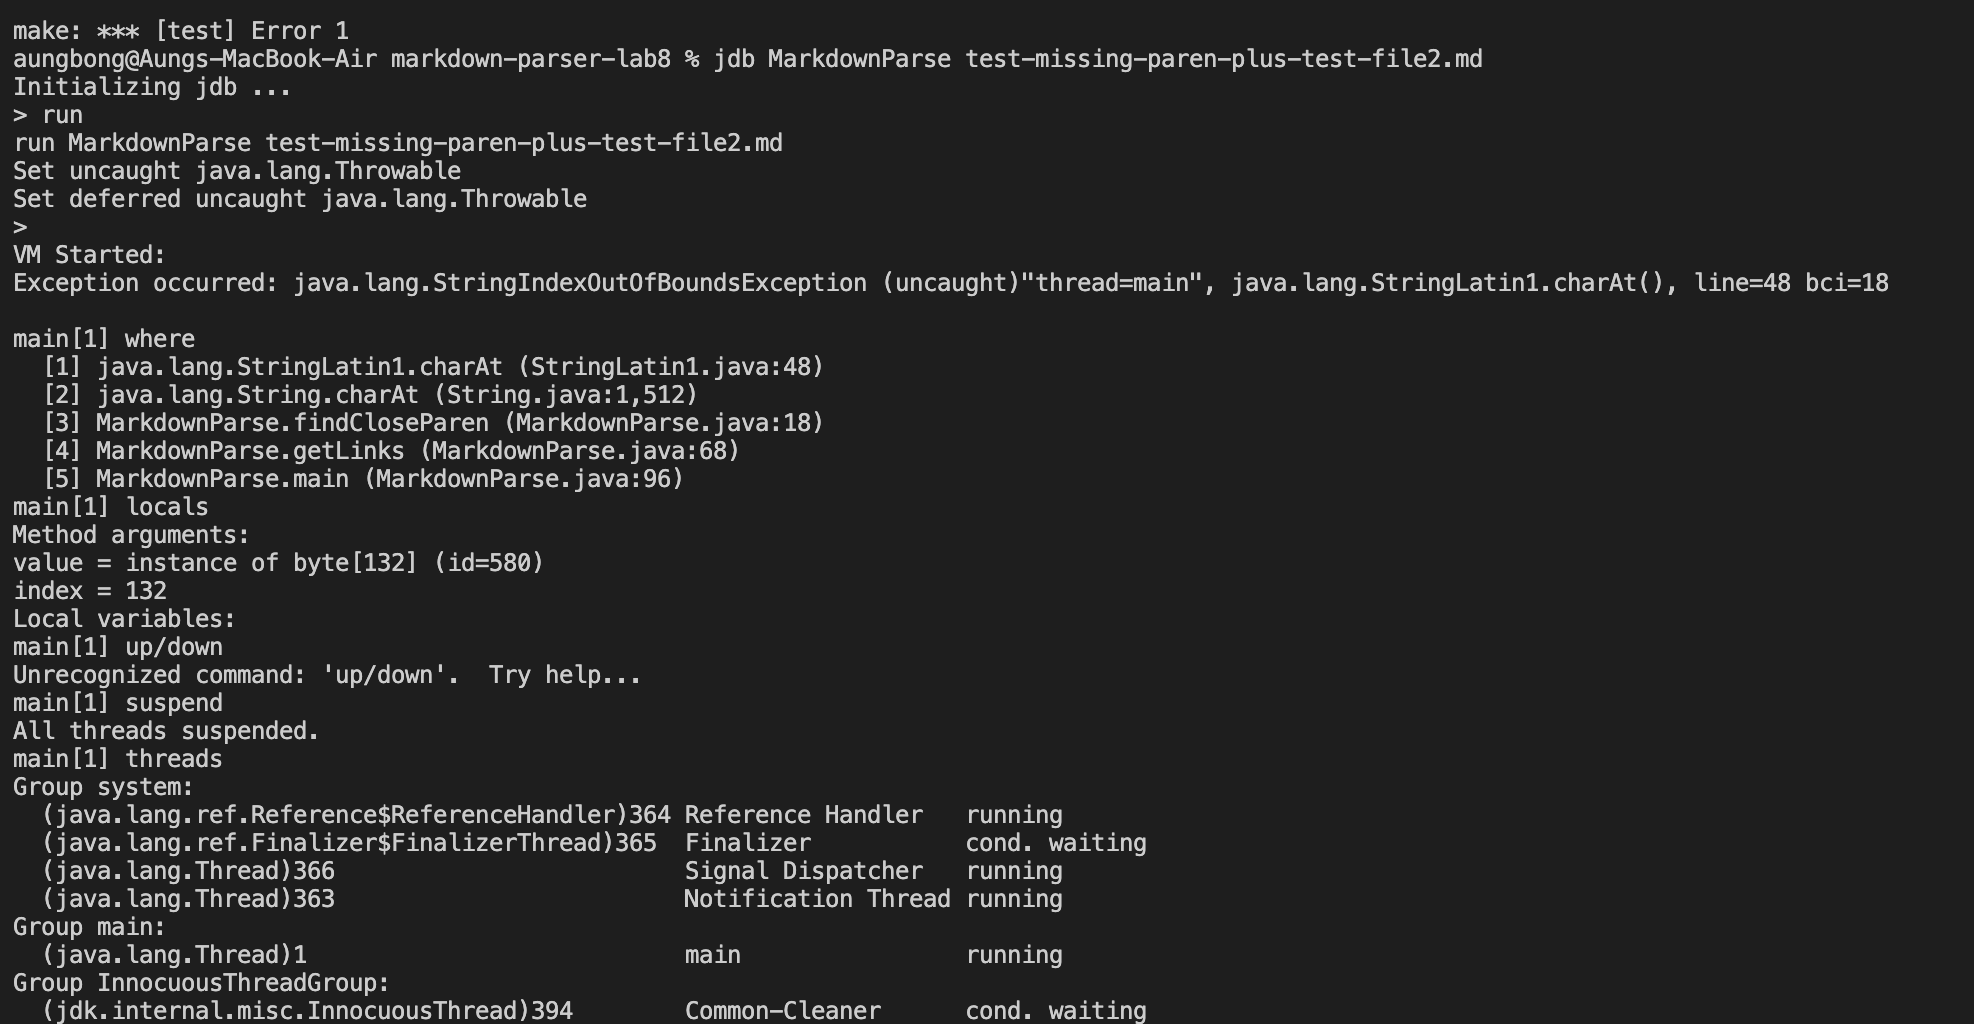 make: *** [test] Error 1
aungbong@Aungs-MacBook-Air markdown-parser-lab8 % jdb MarkdownParse test-missing-paren-plus-test-file2.md
Initializing jdb ...
> run
run MarkdownParse test-missing-paren-plus-test-file2.md
Set uncaught java.lang.Throwable
Set deferred uncaught java.lang.Throwable
>
VM Started:
Exception occurred: java.lang.StringIndexOutOfBoundsException (uncaught)"thread=main", java.lang.StringLatin1.charAt(), line=48 bci=18

main[1] where
  [1] java.lang.StringLatin1.charAt (StringLatin1.java:48)
  [2] java.lang.String.charAt (String.java:1,512)
  [3] MarkdownParse.findCloseParen (MarkdownParse.java:18)
  [4] MarkdownParse.getLinks (MarkdownParse.java:68)
  [5] MarkdownParse.main (MarkdownParse.java:96)
main[1] locals
Method arguments:
value = instance of byte[132] (id=580)
index = 132
Local variables:
main[1] up/down
Unrecognized command: 'up/down'.  Try help...
main[1] suspend
All threads suspended.
main[1] threads
Group system:
  (java.lang.ref.Reference$ReferenceHandler)364 Reference Handler   running
  (java.lang.ref.Finalizer$FinalizerThread)365  Finalizer           cond. waiting
  (java.lang.Thread)366                         Signal Dispatcher   running
  (java.lang.Thread)363                         Notification Thread running
Group main:
  (java.lang.Thread)1                           main                running
Group InnocuousThreadGroup:
  (jdk.internal.misc.InnocuousThread)394        Common-Cleaner      cond. waiting